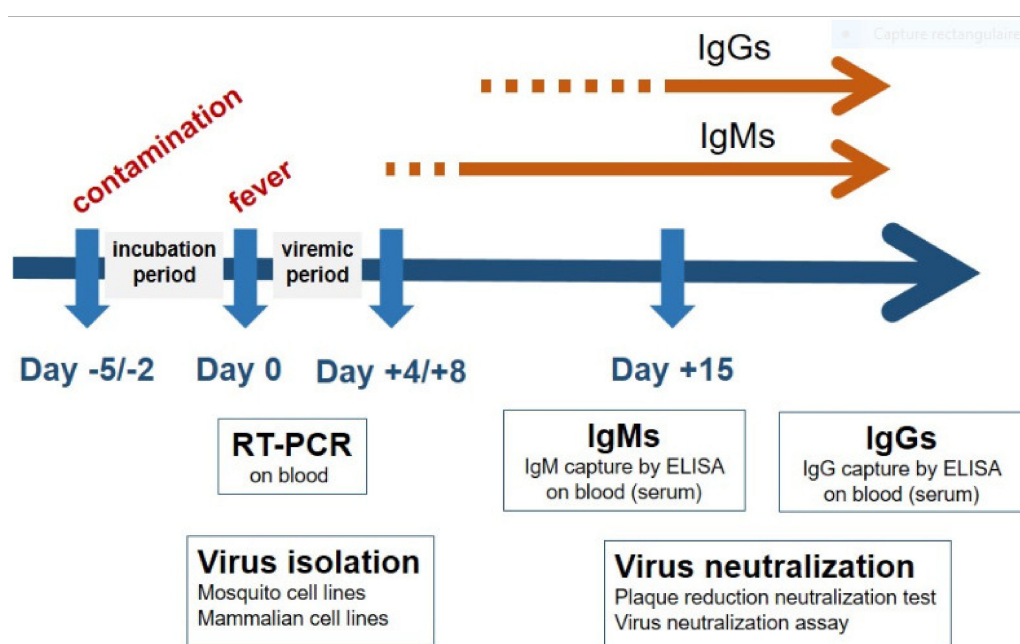 Capture rectangulaire
IgGs
IgMs
contamination
fever
incubation
period
viremic
period
Day -5/-2
Day 0
Day +4/+8
Day +15
RT-PCR
on blood
IgMs
IgM capture by ELISA
on blood (serum)
IgGs
IgG capture by ELISA
on blood (serum)
Virus isolation
Mosquito cell lines
Mammalian cell lines
Virus neutralization
Plaque reduction neutralization test
Virus neutralization assay